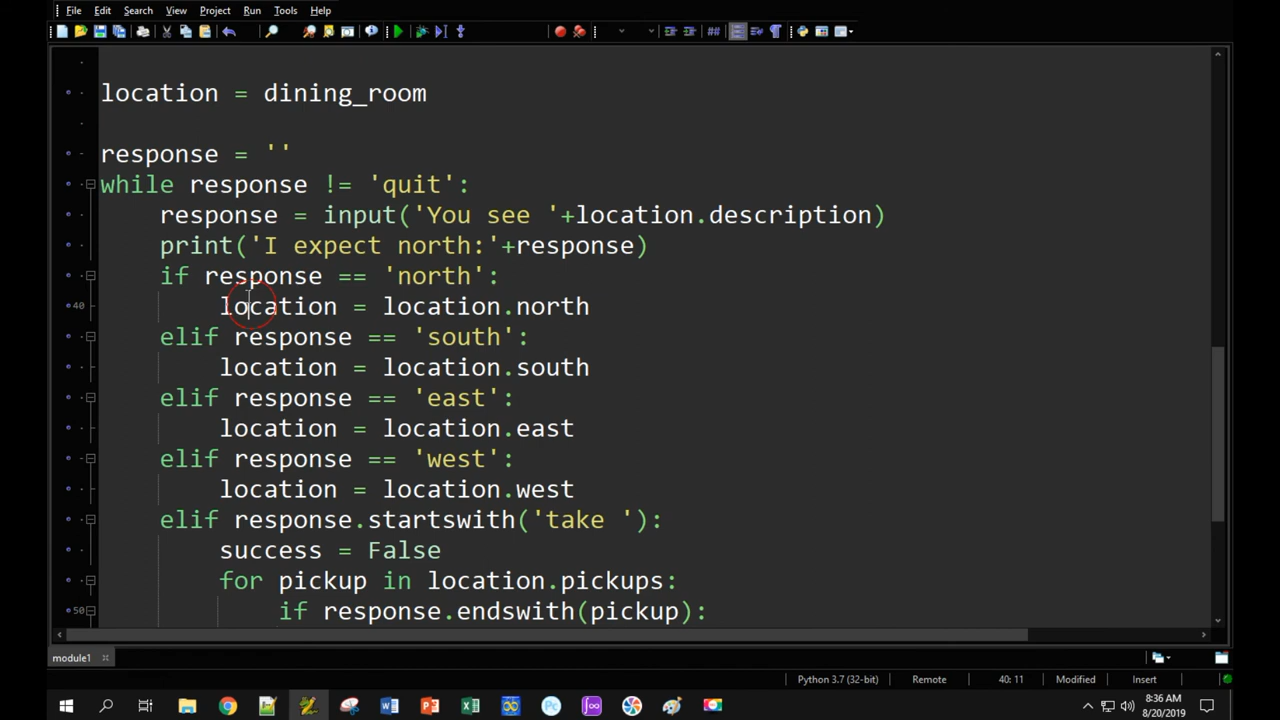 File Edit Search View Project Run Tools Help
location = dining_room
response = ''
while response != 'quit':
response = input('You see '+location.description)
print('I expect north:'+response)
if response == 'north':
40 location = location.north
elif response == 'south':
location = location.south
elif response == 'east':
location = location.east
elif response == 'west':
location = location.west
elif response.startswith('take '):
success = False
for pickup in location.pickups:
50 if response.endswith(pickup):
module1
Python 3.7 (32-bit) Remote 40: 11 Modified Insert
8:36 AM
8/20/2019